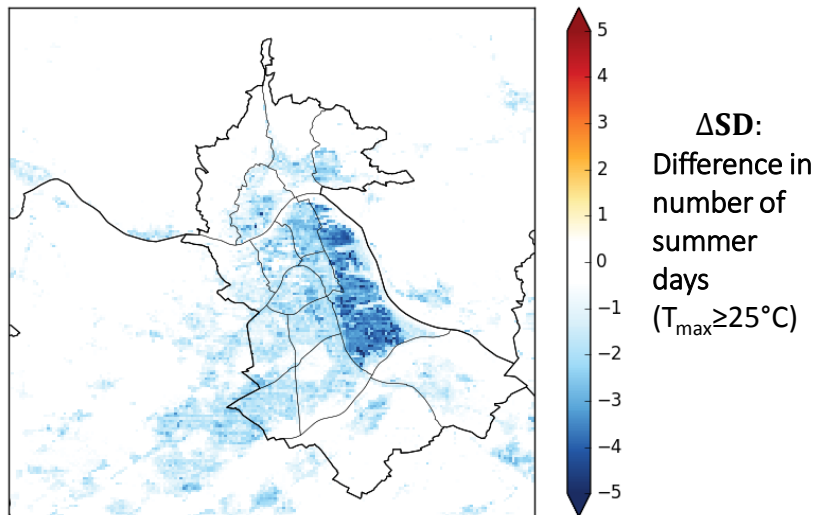 5
4
3
2
1
0
−1
−2
−3
−4
−5
ΔSD:
Difference in
number of
summer
days
(Tmax≥25°C)